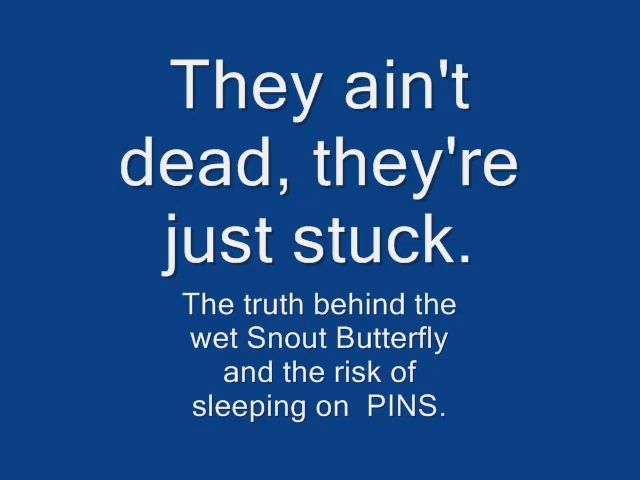 They ain't
dead, they're
just stuck.
The truth behind the
wet Snout Butterfly
and the risk of
sleeping on  PINS.